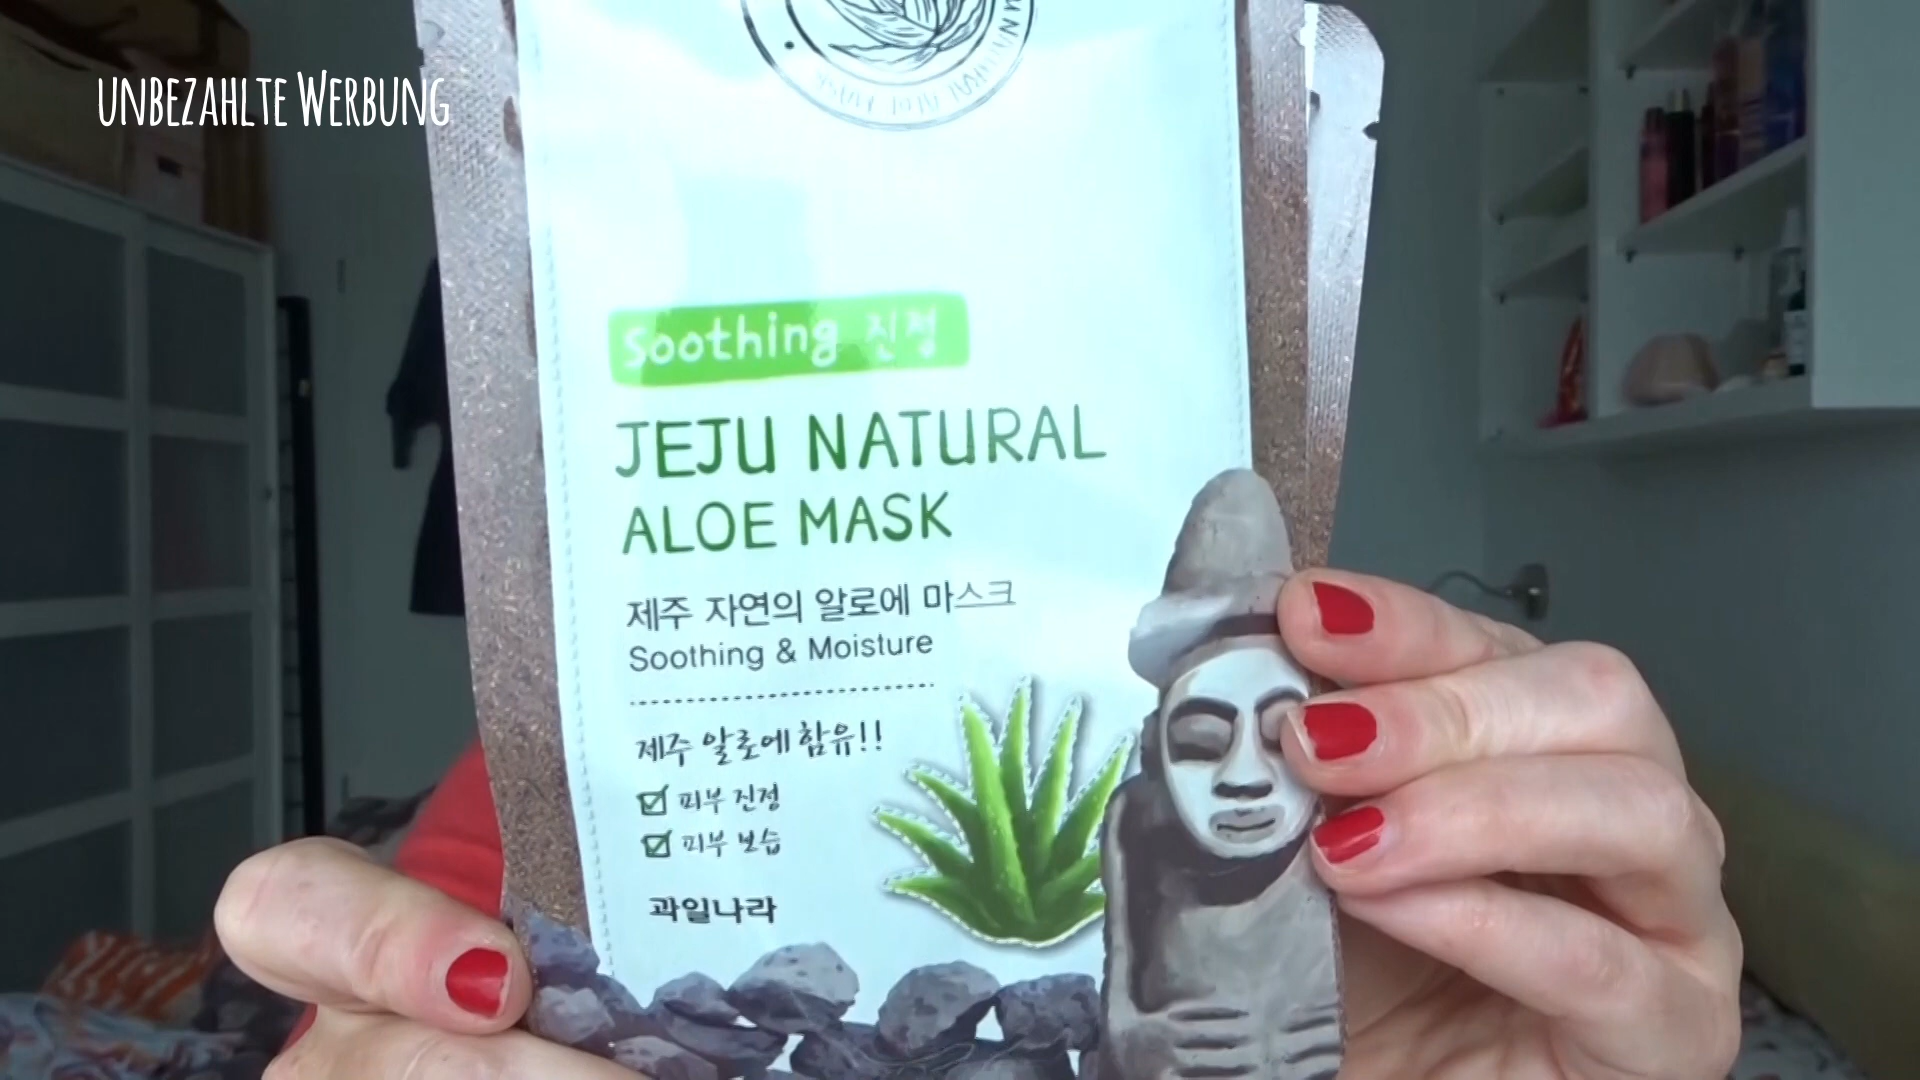 UNBEZAHLTE WERBUNG
Soothing 진정
JEJU NATURAL
ALOE MASK
제주 자연의 알로에 마스크
Soothing & Moisture
제주 알로에 함유!!
피부 진정
피부 보습
과일나라